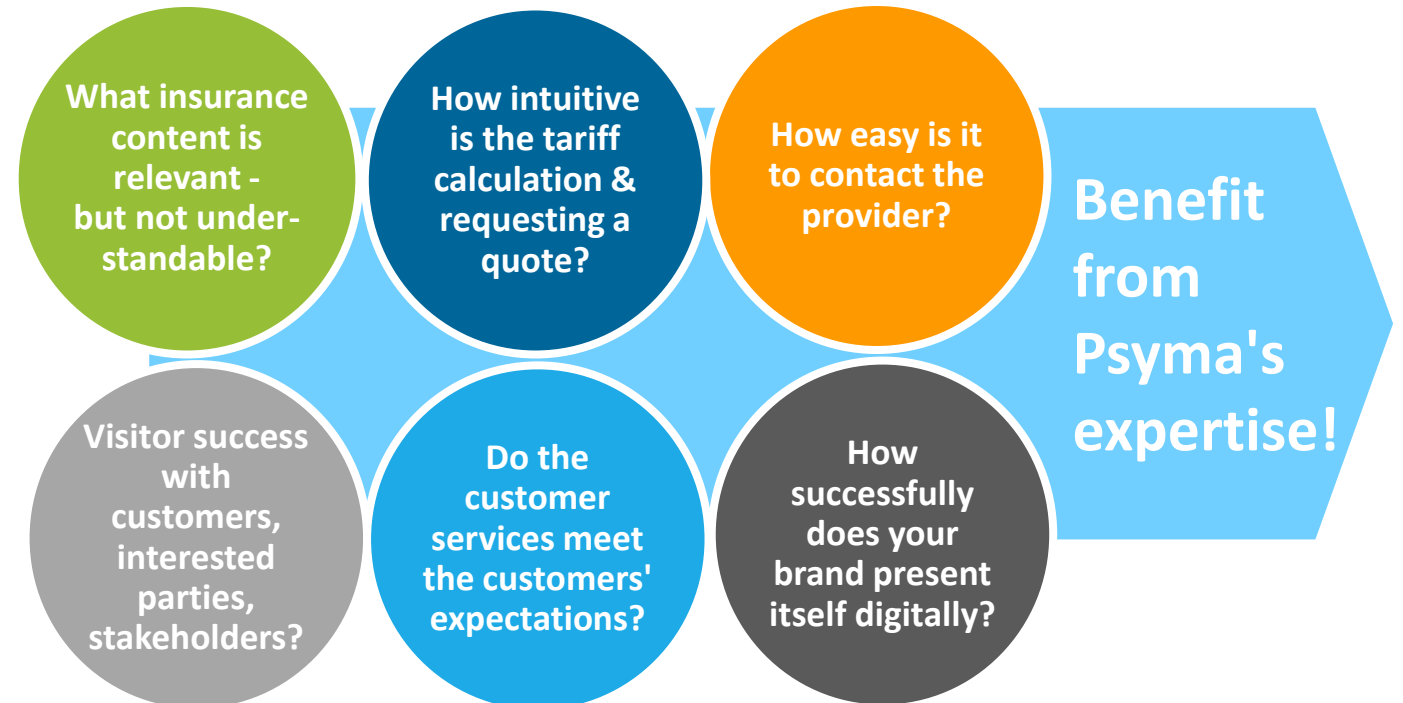 What insurance
content is
relevant -
but not under-
standable?
How intuitive
is the tariff
calculation &
requesting a
quote?
How easy is it
to contact the
provider?
Visitor success
with
customers,
interested
parties,
stakeholders?
Do the
customer
services meet
the customers'
expectations?
How
successfully
does your
brand present
itself digitally?
Benefit
from
Psyma's
expertise!